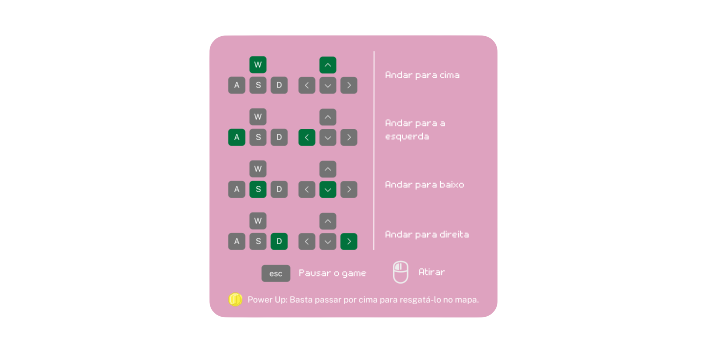 W
A S D
Andar para cima
W
A S D
Andar para a
esquerda
W
A S D
Andar para baixo
W
A S D
Andar para direita
esc Pausar o game Atirar
Power Up: Basta passar por cima para resgatá-lo no mapa.